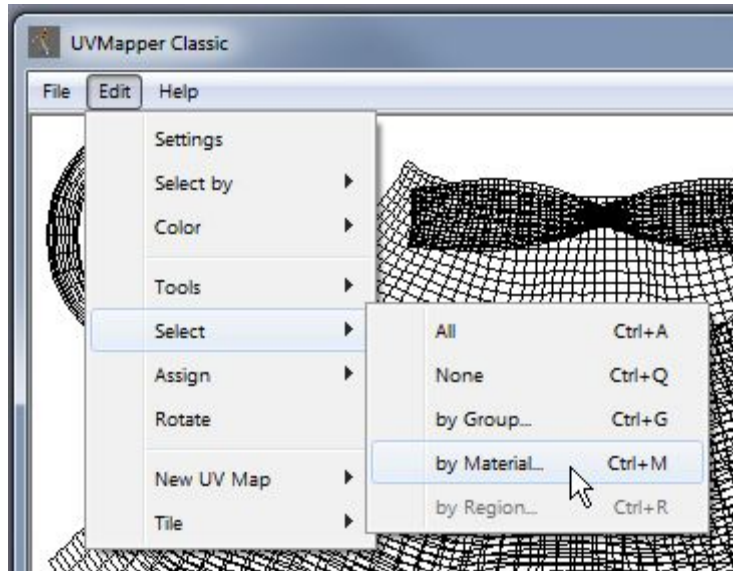 UVMapper Classic
File Edit Help
Settings
Select by
Color
Tools
Select
Assign
Rotate
New UV Map
Tile
All Ctrl+A
None Ctrl+Q
by Group... Ctrl+G
by Material... Ctrl+M
by Region... Ctrl+R